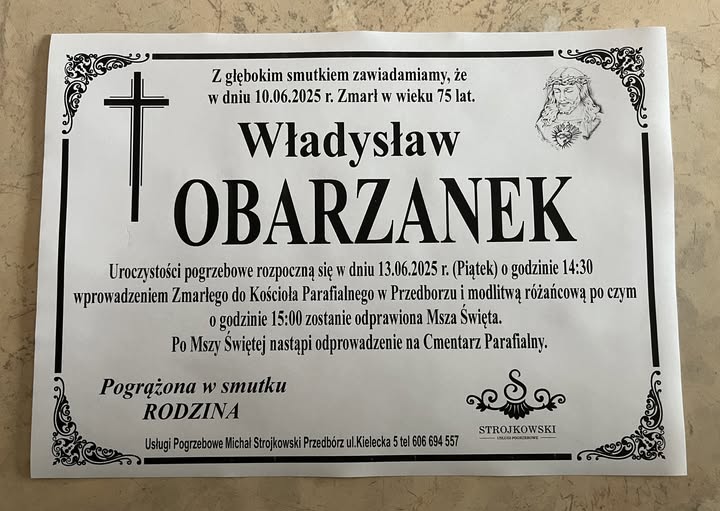 Z głębokim smutkiem zawiadamiamy, że
w dniu 10.06.2025 r. Zmarł w wieku 75 lat.
Władysław
OBARZANEK
Uroczystości pogrzebowe rozpoczną się w dniu 13.06.2025 r. (Piątek) o godzinie 14:30
wprowadzeniem Zmarłego do Kościoła Parafialnego w Przedborzu i modlitwą różańcową po czym
o godzinie 15:00 zostanie odprawiona Msza Święta.
Po Mszy Świętej nastąpi odprowadzenie na Cmentarz Parafialny.
Pogrążona w smutku
RODZINA
S
STROJKOWSKI
USŁUGI POGRZEBOWE
Usługi Pogrzebowe Michał Strojkowski Przedbórz ul.Kielecka 5 tel 606 694 557